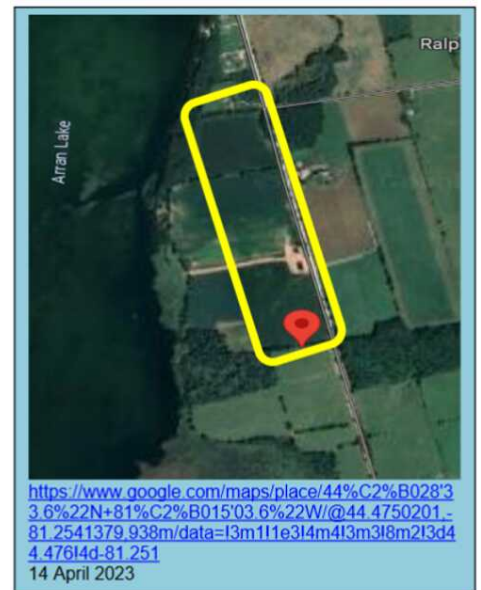 Ralp
Arran Lake
https://www.google.com/maps/place/44%C2%B028'3
3.6%22N+81%C2%B015'03.6%22W/@44.4750201,-
81.2541379,938m/data=!3m1!1e3!4m4!3m3!8m2!3d4
4.476!4d-81.251
14 April 2023